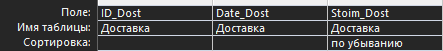 Поле: ID_Dost Date_Dost Stoim_Dost
Имя таблицы: Доставка Доставка Доставка
Сортировка: по убыванию